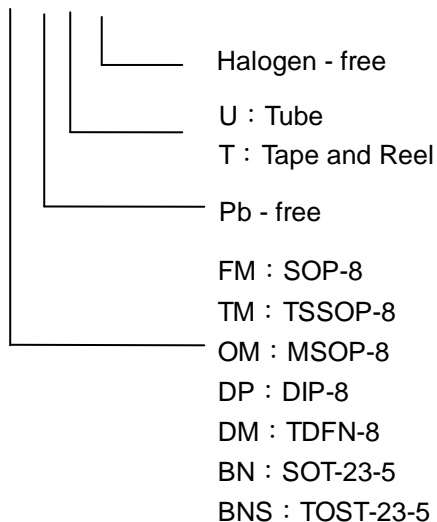 Halogen - free
U：Tube
T：Tape and Reel
Pb - free
FM：SOP-8
TM：TSSOP-8
OM：MSOP-8
DP：DIP-8
DM：TDFN-8
BN：SOT-23-5
BNS：TOST-23-5